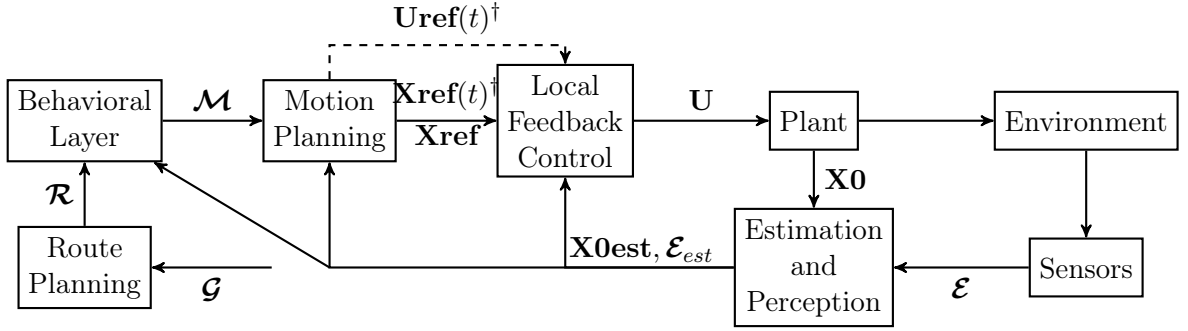 Uref(t)†
Behavioral
Layer
𝓜
Motion
Planning
Xref(t)†
Xref
Local
Feedback
Control
U
Plant
Environment
𝓡
X0
Route
Planning
𝓖
X0est, 𝓔est
Estimation
and
Perception
𝓔
Sensors